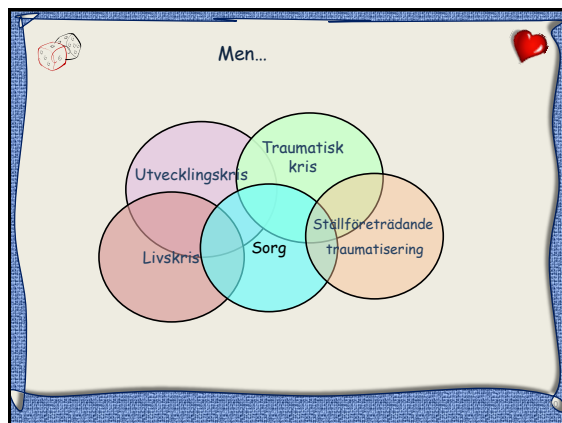 Men...
Traumatisk
kris
Utvecklingskris
Ställföreträdande
traumatisering
Sorg
Livskris